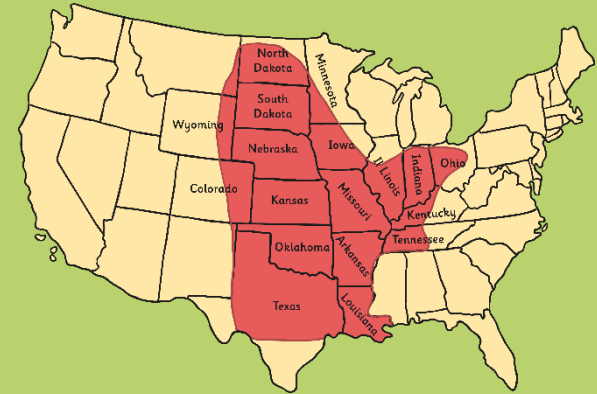 North
Dakota
Minnesota
South
Dakota
Wyoming
Nebraska
Iowa
Illinois
Indiana
Ohio
Colorado
Kansas
Missouri
Kentucky
Oklahoma
Arkansas
Tennessee
Texas
Louisiana